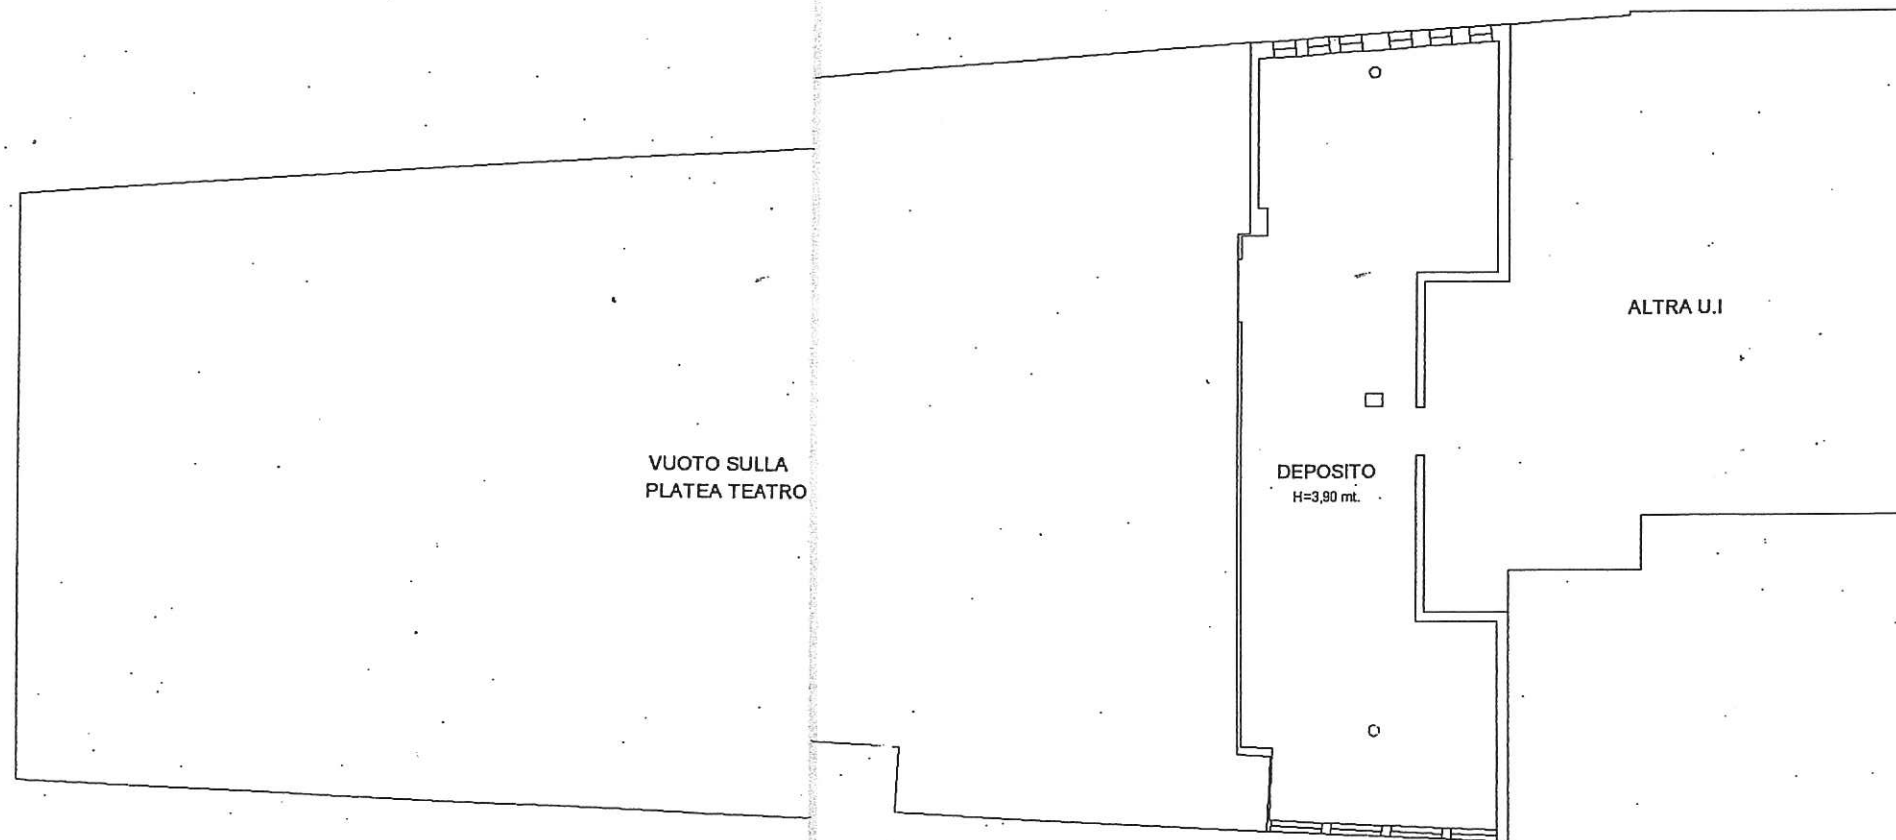 VUOTO SULLA
PLATEA TEATRO
DEPOSITO
H=3,90 mt.
ALTRA U.I